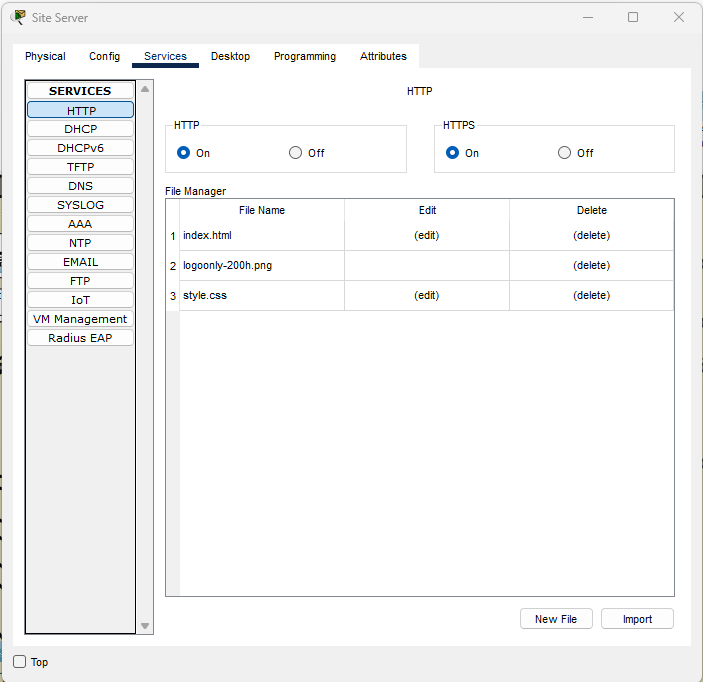 Site Server
Physical Config Services Desktop Programming Attributes
SERVICES
HTTP
DHCP
DHCPv6
TFTP
DNS
SYSLOG
AAA
NTP
EMAIL
FTP
IoT
VM Management
Radius EAP
HTTP
HTTP
On Off
HTTPS
On Off
File Manager
File Name Edit Delete
1 index.html (edit) (delete)
2 logoonly-200h.png (delete)
3 style.css (edit) (delete)
New File Import
Top